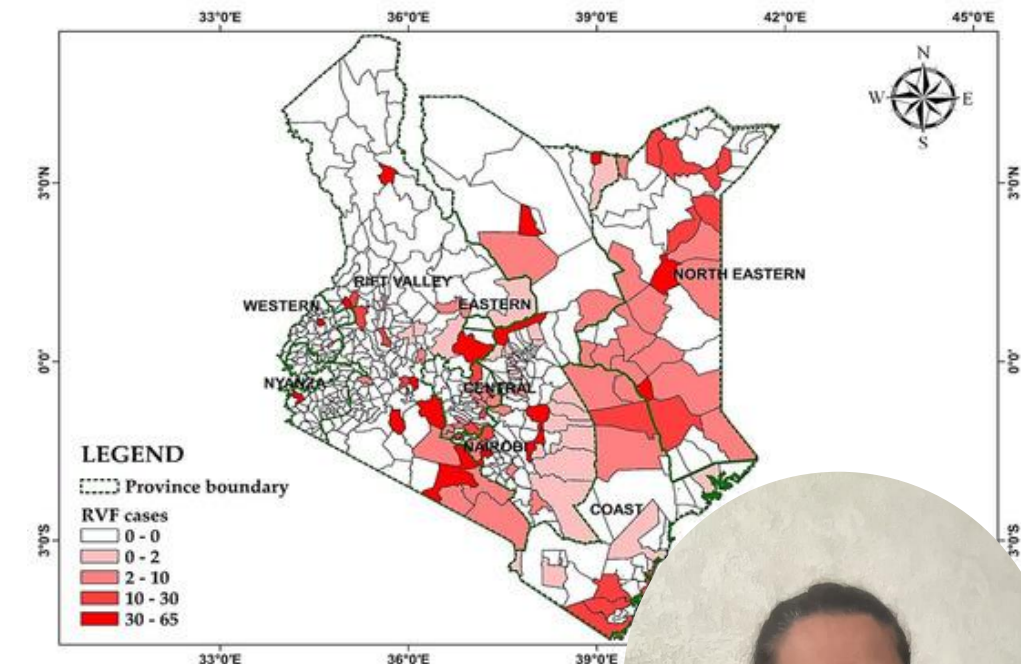 33°0'E 36°0'E 39°0'E 42°0'E 45°0'E
N
W E
S
3°0'N 3°0'N
RIFT VALLEY NORTH EASTERN
WESTERN EASTERN
0°0' 0°0'
NYANZA CENTRAL
NAIROBI
LEGEND
Province boundary
COAST
RVF cases
0 - 0
3°0'S 3°0'S
0 - 2
2 - 10
10 - 30
30 - 65
33°0'E 36°0'E 39°0'E